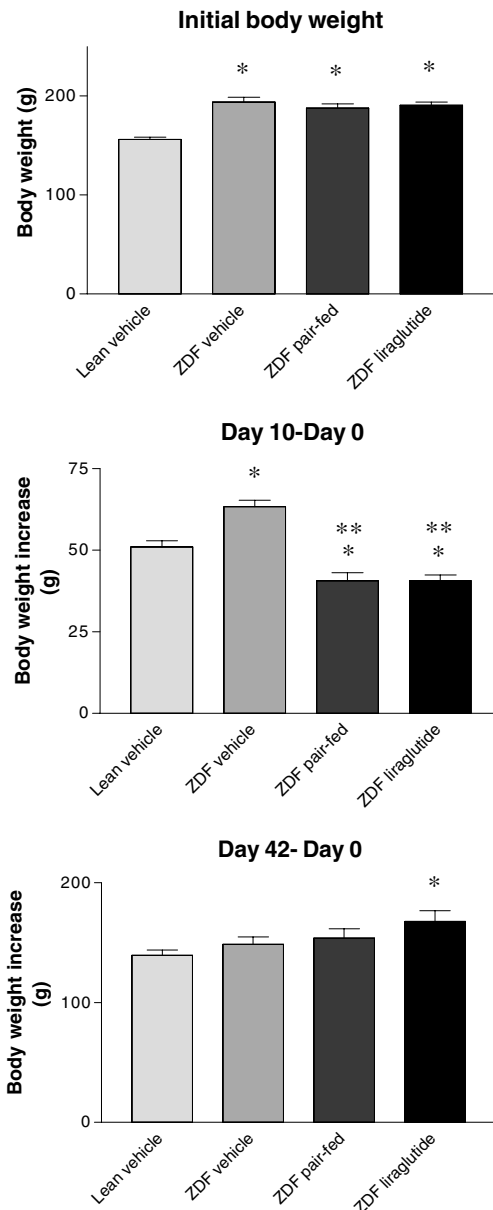 Initial body weight
Body weight (g)
200
100
0
*
*
*
Lean vehicle
ZDF vehicle
ZDF pair-fed
ZDF liraglutide
Day 10-Day 0
Body weight increase
(g)
75
50
25
0
*
**
*
**
*
Lean vehicle
ZDF vehicle
ZDF pair-fed
ZDF liraglutide
Day 42- Day 0
Body weight increase
(g)
200
100
0
*
Lean vehicle
ZDF vehicle
ZDF pair-fed
ZDF liraglutide